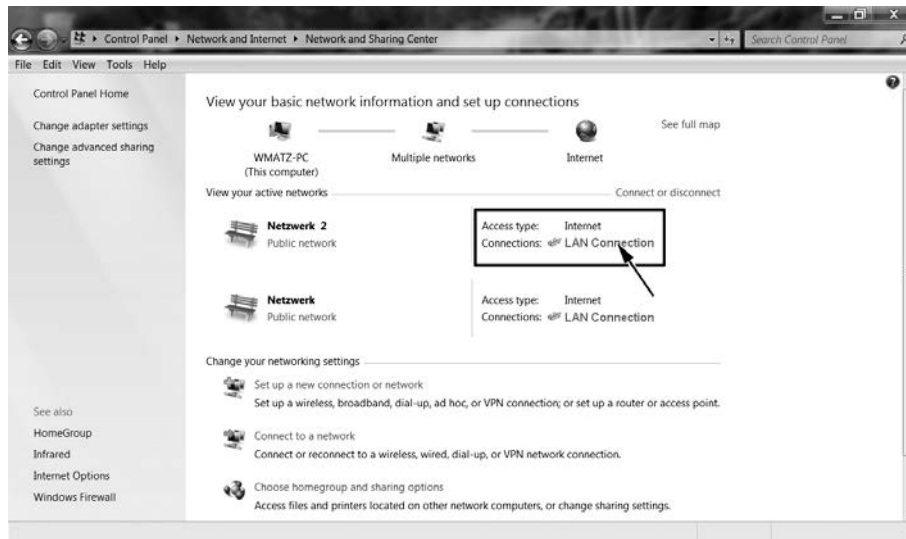 Control Panel Network and Internet Network and Sharing Center Search Control Panel
File Edit View Tools Help
Control Panel Home
Change adapter settings
Change advanced sharing
settings
See also
HomeGroup
Infrared
Internet Options
Windows Firewall
View your basic network information and set up connections
See full map
WMATZ-PC Multiple networks Internet
(This computer)
View your active networks Connect or disconnect
Netzwerk 2
Public network
Access type: Internet
Connections: LAN Connection
Netzwerk
Public network
Access type: Internet
Connections: LAN Connection
Change your networking settings
Set up a new connection or network
Set up a wireless, broadband, dial-up, ad hoc, or VPN connection; or set up a router or access point.
Connect to a network
Connect or reconnect to a wireless, wired, dial-up, or VPN network connection.
Choose homegroup and sharing options
Access files and printers located on other network computers, or change sharing settings.